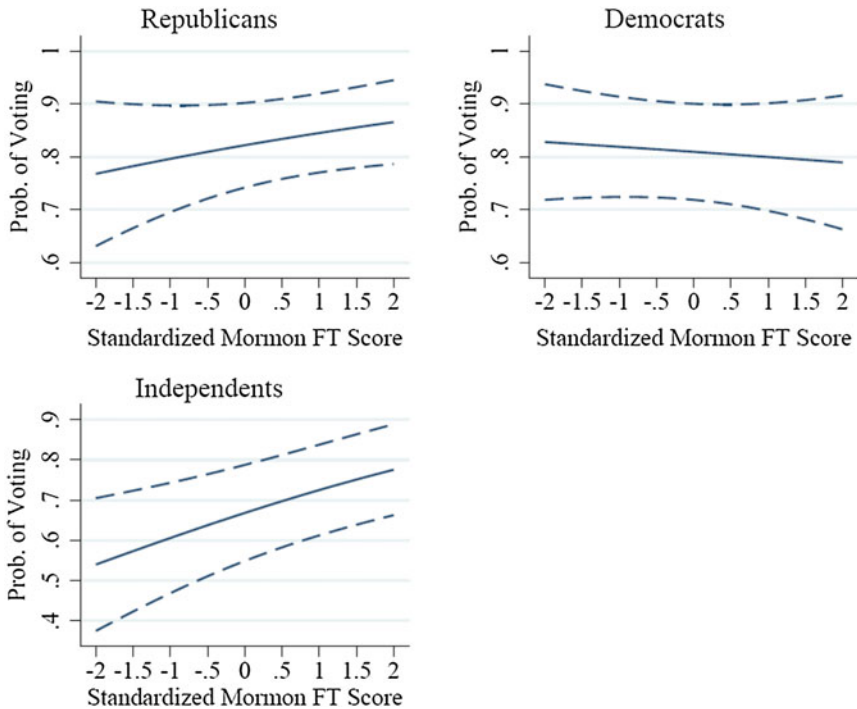 Republicans
Prob. of Voting
1
.9
.8
.7
.6
-2 -1.5 -1 -.5 0 .5 1 1.5 2
Standardized Mormon FT Score
Democrats
Prob. of Voting
1
.9
.8
.7
.6
-2 -1.5 -1 -.5 0 .5 1 1.5 2
Standardized Mormon FT Score
Independents
Prob. of Voting
.9
.8
.7
.6
.5
.4
-2 -1.5 -1 -.5 0 .5 1 1.5 2
Standardized Mormon FT Score